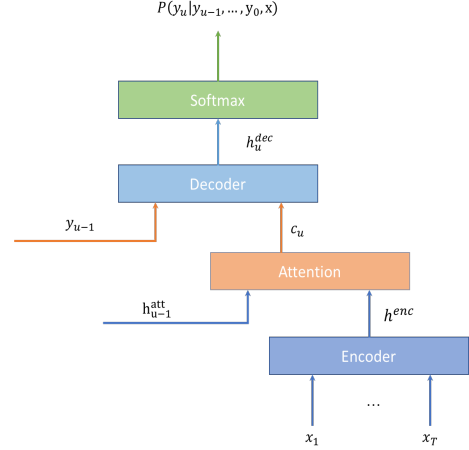 P(y_u|y_{u-1}, ..., y_0, x)
Softmax
h_u^{dec}
Decoder
y_{u-1}
c_u
Attention
h_{u-1}^{att}
h^{enc}
Encoder
...
x_1 x_T